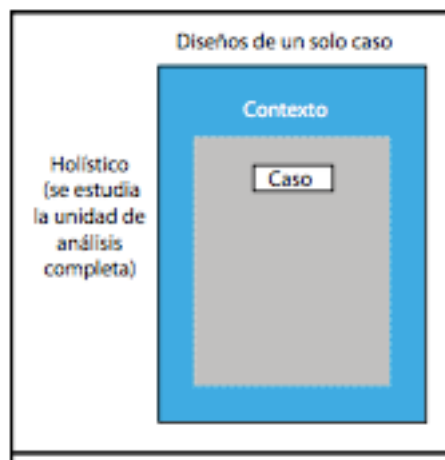 Diseños de un solo caso
Contexto
Caso
Holístico
(se estudia
la unidad de
análisis
completa)